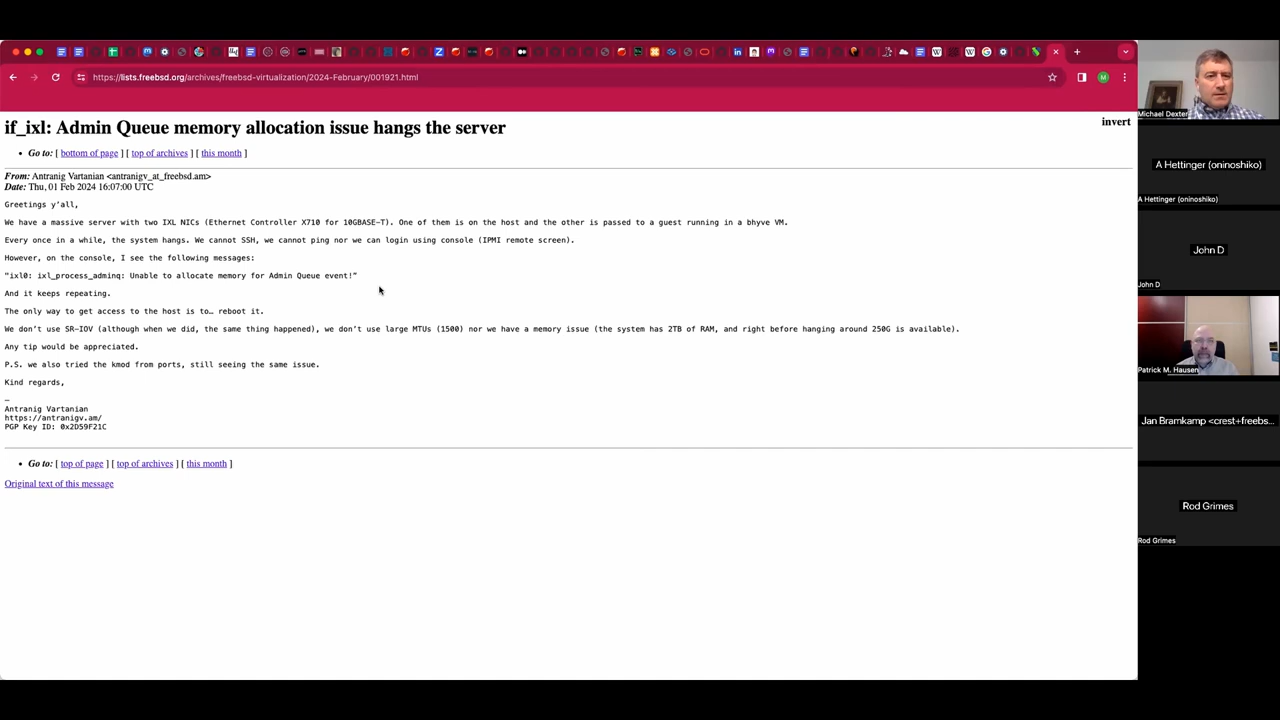 https://lists.freebsd.org/archives/freebsd-virtualization/2024-February/001921.html
M
if_ixl: Admin Queue memory allocation issue hangs the server
invert
• Go to: [ bottom of page ] [ top of archives ] [ this month ]
From: Antranig Vartanian <antranigv_at_freebsd.am>
Date: Thu, 01 Feb 2024 16:07:00 UTC
Greetings y’all,
We have a massive server with two IXL NICs (Ethernet Controller X710 for 10GBASE-T). One of them is on the host and the other is passed to a guest running in a bhyve VM.
Every once in a while, the system hangs. We cannot SSH, we cannot ping nor we can login using console (IPMI remote screen).
However, on the console, I see the following messages:
"ixl0: ixl_process_adminq: Unable to allocate memory for Admin Queue event!”
And it keeps repeating.
The only way to get access to the host is to… reboot it.
We don’t use SR-IOV (although when we did, the same thing happened), we don’t use large MTUs (1500) nor we have a memory issue (the system has 2TB of RAM, and right before hanging around 250G is available).
Any tip would be appreciated.
P.S. we also tried the kmod from ports, still seeing the same issue.
Kind regards,
—
Antranig Vartanian
https://antranigv.am/
PGP Key ID: 0x2D59F21C
• Go to: [ top of page ] [ top of archives ] [ this month ]
Original text of this message
Michael Dexter
A Hettinger (oninoshiko)
A Hettinger (oninoshiko)
John D
John D
Patrick M. Hausen
Jan Bramkamp <crest+freebs...
Rod Grimes
Rod Grimes